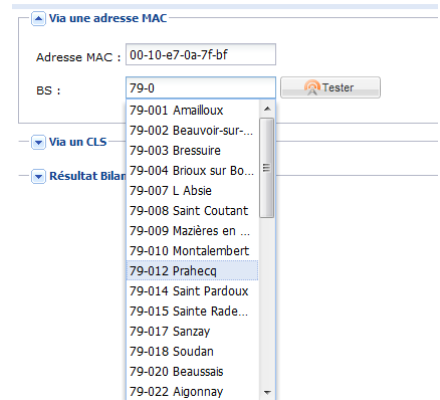 Via une adresse MAC
Adresse MAC : 00-10-e7-0a-7f-bf
BS : 79-0 Tester
79-001 Amailloux
79-002 Beauvoir-sur-...
79-003 Bressuire
79-004 Brioux sur Bo...
79-007 L Absie
79-008 Saint Coutant
79-009 Mazières en ...
79-010 Montalembert
79-012 Prahecq
79-014 Saint Pardoux
79-015 Sainte Rade...
79-017 Sanzay
79-018 Soudan
79-020 Beaussais
79-022 Aigonnay
Via un CLS
Résultat Bilan